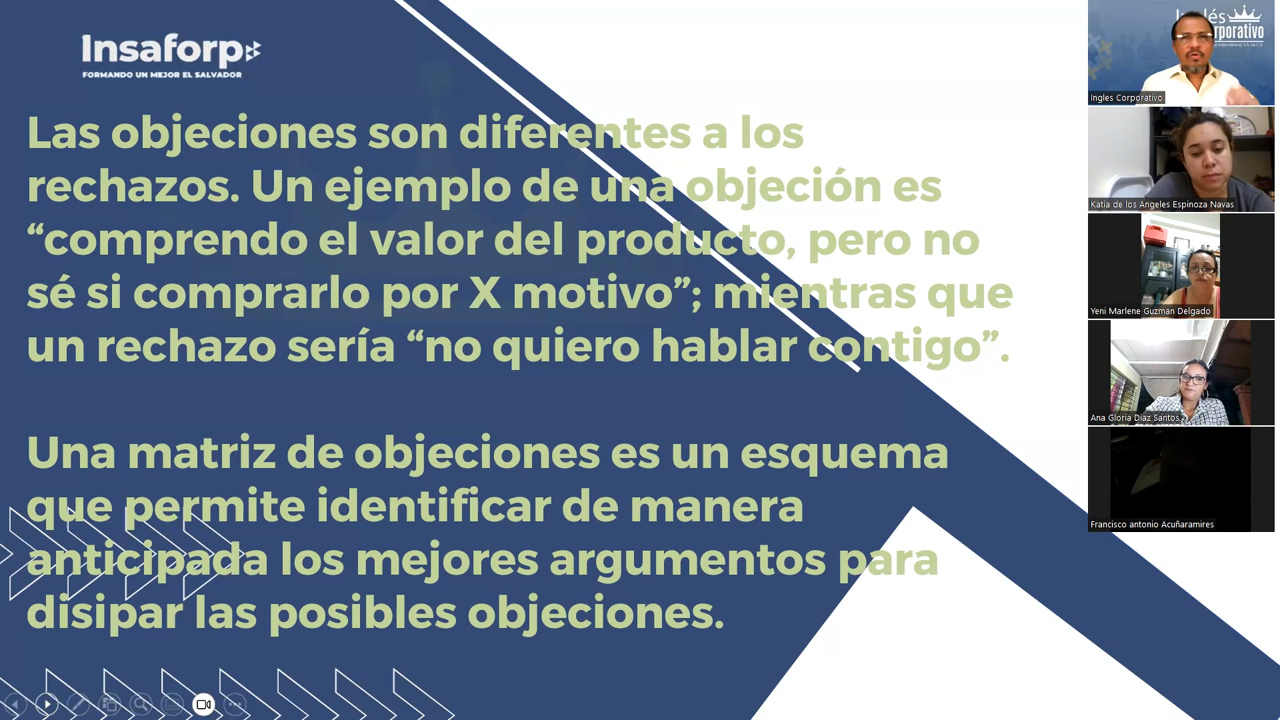 Insaforp
FORMANDO UN MEJOR EL SALVADOR
Las objeciones son diferentes a los
rechazos. Un ejemplo de una objeción es
“comprendo el valor del producto, pero no
sé si comprarlo por X motivo”; mientras que
un rechazo sería “no quiero hablar contigo”.
Una matriz de objeciones es un esquema
que permite identificar de manera
anticipada los mejores argumentos para
disipar las posibles objeciones.
Ingles Corporativo
Katia de los Angeles Espinoza Navas
Yeni Marlene Guzman Delgado
Ana Gloria Diaz Santos
Francisco antonio Acuñaramires